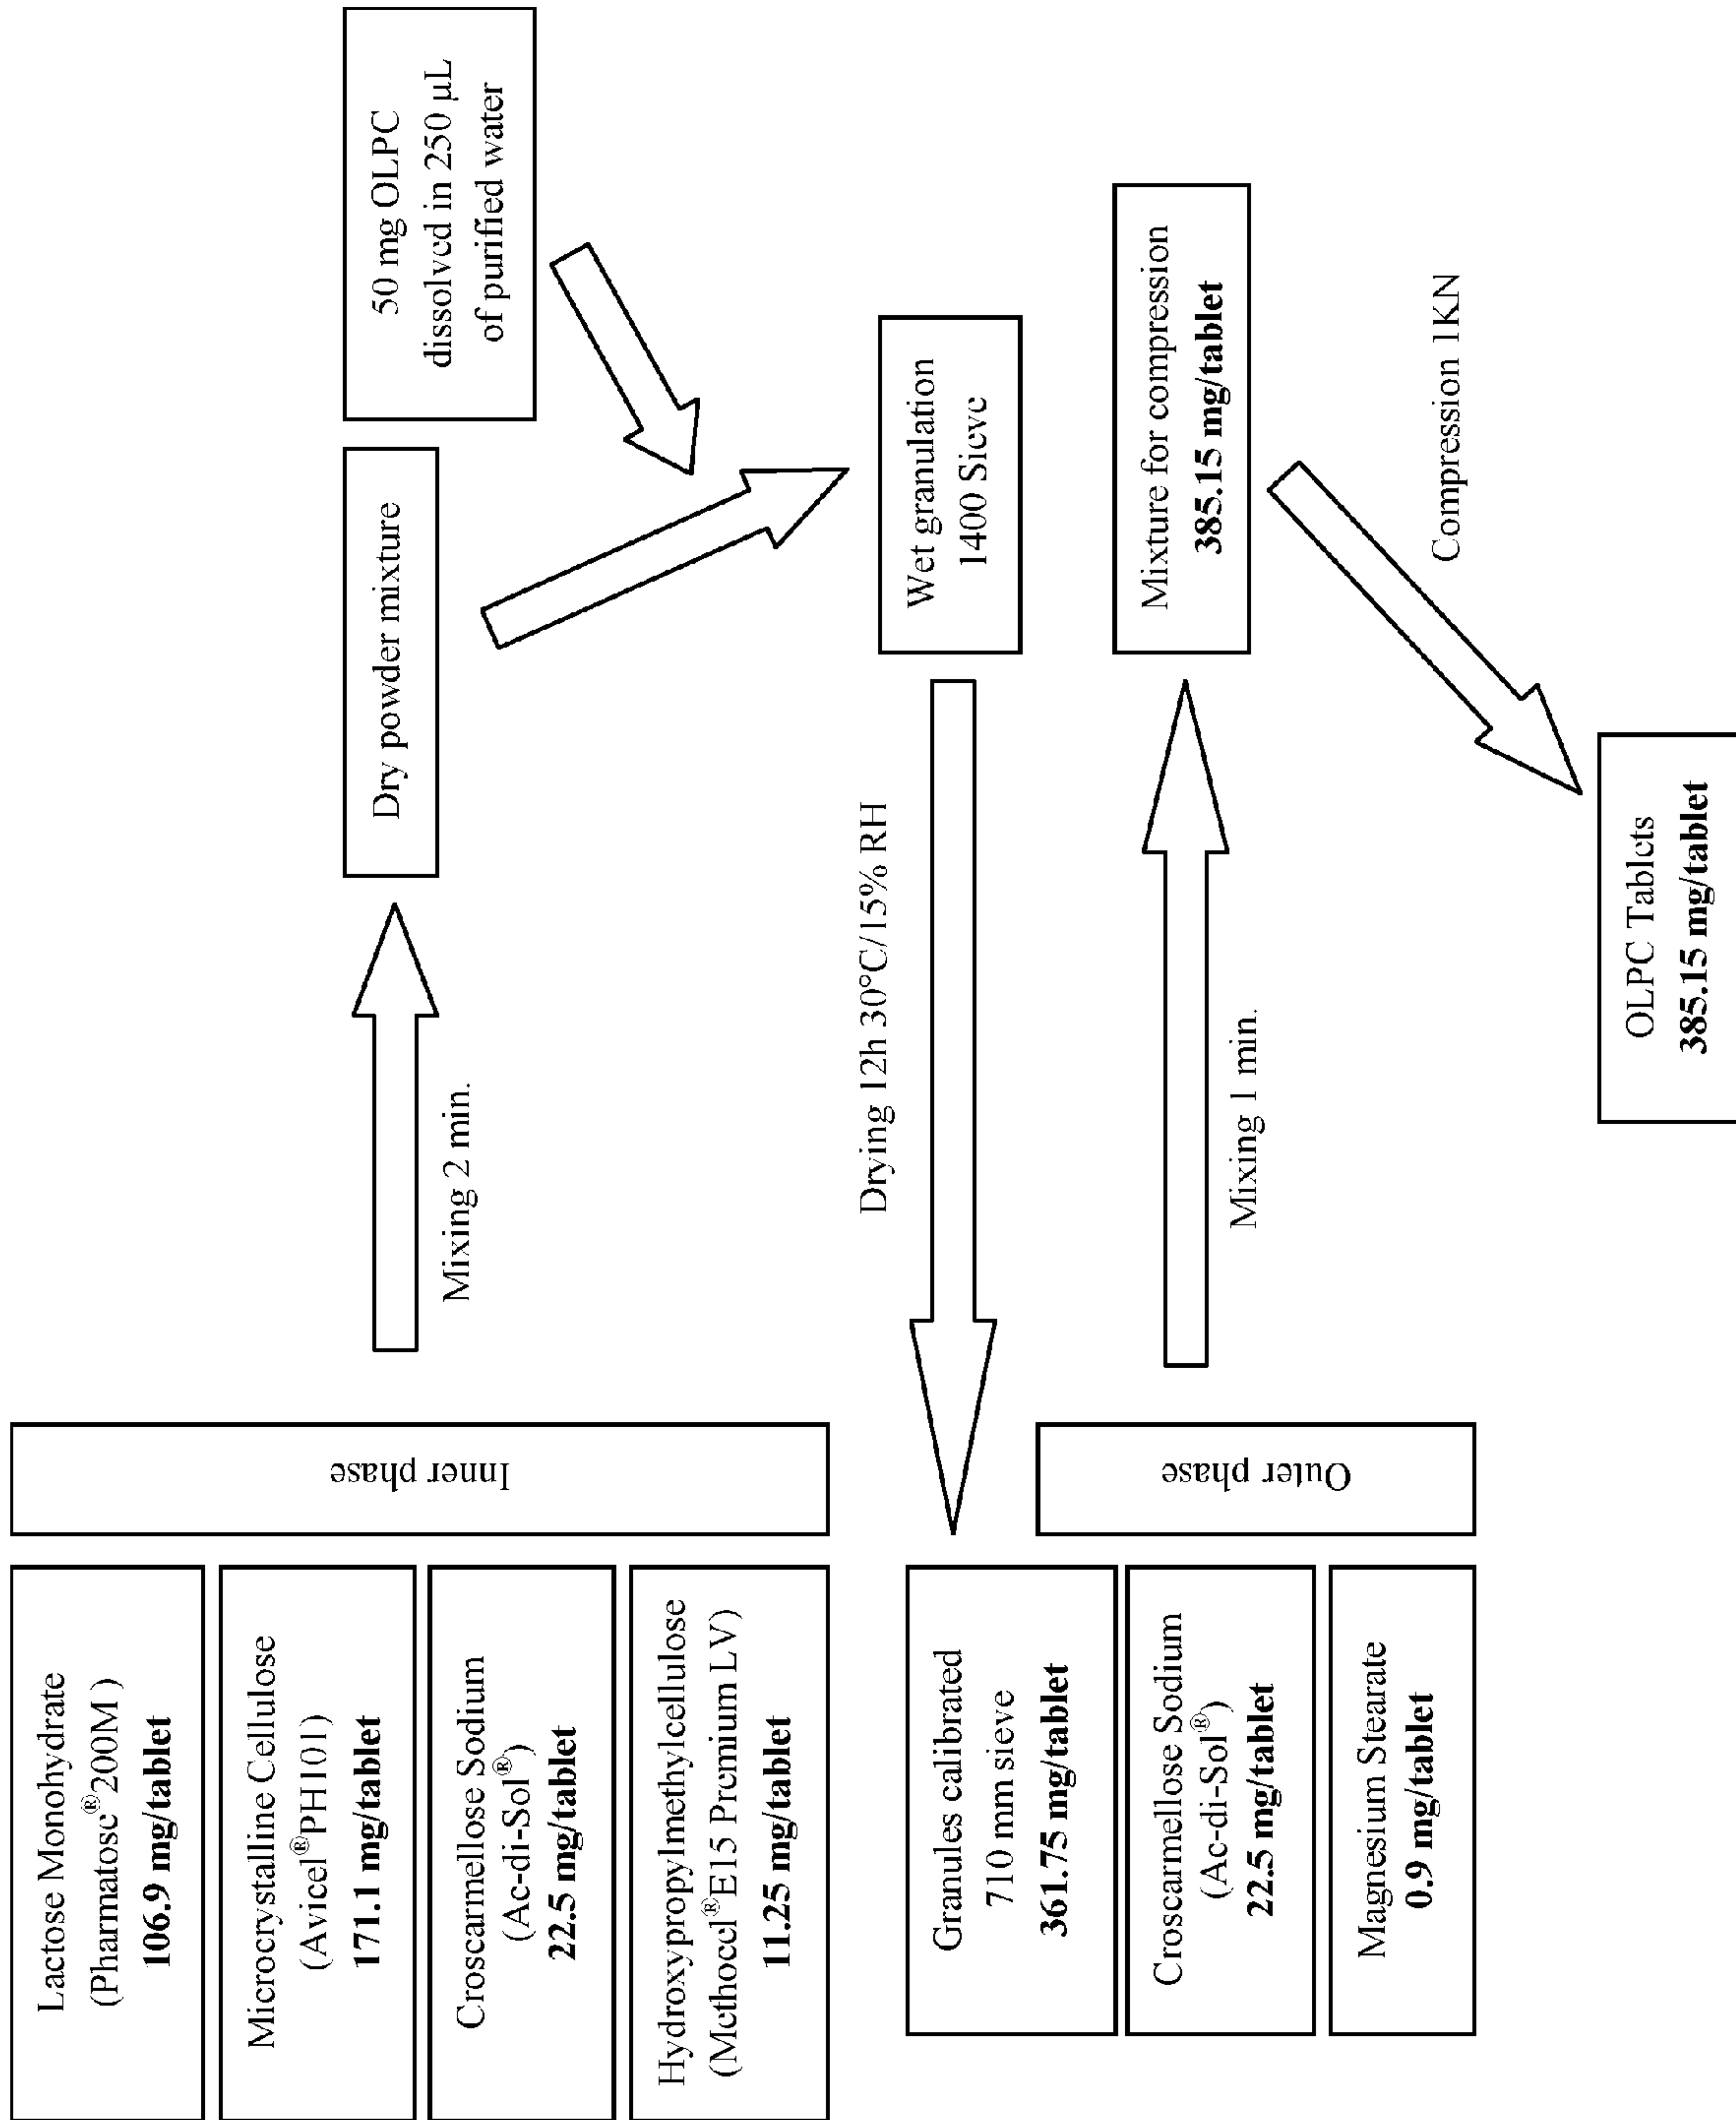 Lactose Monohydrate
(Pharmatose®200M )
106.9 mg/tablet
Microcrystalline Cellulose
(Avicel®PH101)
171.1 mg/tablet
Croscarmellose Sodium
(Ac-di-Sol®)
22.5 mg/tablet
Hydroxypropylmethylcellulose
(Methocel®E15 Premium LV)
11.25 mg/tablet
Inner phase
Mixing 2 min.
Dry powder mixture
50 mg OLPC
dissolved in 250 µL
of purified water
Wet granulation
1400 Sieve
Drying 12h 30°C/15% RH
Granules calibrated
710 mm sieve
361.75 mg/tablet
Croscarmellose Sodium
(Ac-di-Sol®)
22.5 mg/tablet
Magnesium Stearate
0.9 mg/tablet
Outer phase
Mixing 1 min.
Mixture for compression
385.15 mg/tablet
Compression 1KN
OLPC Tablets
385.15 mg/tablet